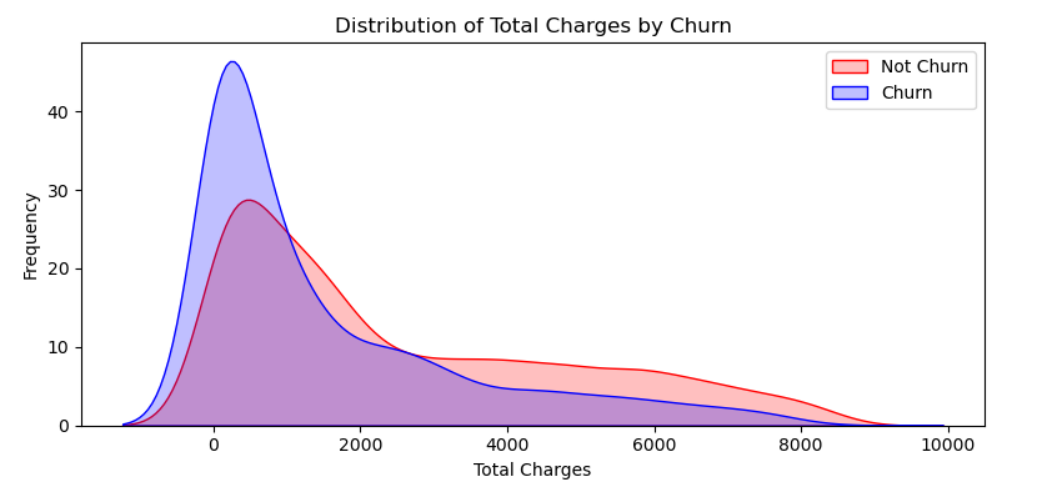 Distribution of Total Charges by Churn
Not Churn
Churn
Frequency
40
30
20
10
0
0 2000 4000 6000 8000 10000
Total Charges